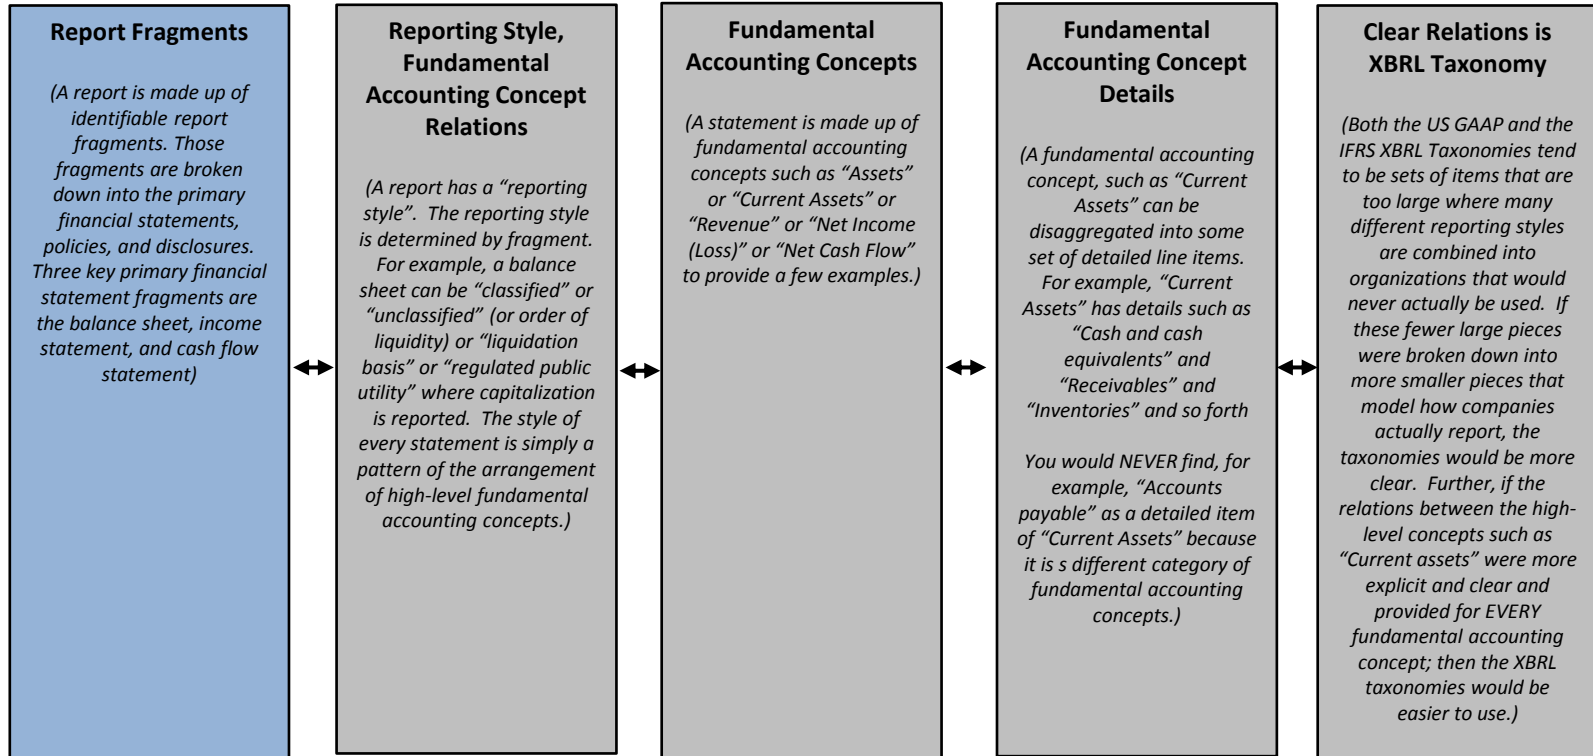 Report Fragments
(A report is made up of
identifiable report
fragments. Those
fragments are broken
down into the primary
financial statements,
policies, and disclosures.
Three key primary financial
statement fragments are
the balance sheet, income
statement, and cash flow
statement)
Reporting Style,
Fundamental
Accounting Concept
Relations
(A report has a “reporting
style”. The reporting style
is determined by fragment.
For example, a balance
sheet can be “classified” or
“unclassified” (or order of
liquidity) or “liquidation
basis” or “regulated public
utility” where capitalization
is reported. The style of
every statement is simply a
pattern of the arrangement
of high-level fundamental
accounting concepts.)
Fundamental
Accounting Concepts
(A statement is made up of
fundamental accounting
concepts such as “Assets”
or “Current Assets” or
“Revenue” or “Net Income
(Loss)” or “Net Cash Flow”
to provide a few examples.)
Fundamental
Accounting Concept
Details
(A fundamental accounting
concept, such as “Current
Assets” can be
disaggregated into some
set of detailed line items.
For example, “Current
Assets” has details such as
“Cash and cash
equivalents” and
“Receivables” and
“Inventories” and so forth
You would NEVER find, for
example, “Accounts
payable” as a detailed item
of “Current Assets” because
it is s different category of
fundamental accounting
concepts.)
Clear Relations is
XBRL Taxonomy
(Both the US GAAP and the
IFRS XBRL Taxonomies tend
to be sets of items that are
too large where many
different reporting styles
are combined into
organizations that would
never actually be used. If
these fewer large pieces
were broken down into
more smaller pieces that
model how companies
actually report, the
taxonomies would be more
clear. Further, if the
relations between the high-
level concepts such as
“Current assets” were more
explicit and clear and
provided for EVERY
fundamental accounting
concept; then the XBRL
taxonomies would be
easier to use.)